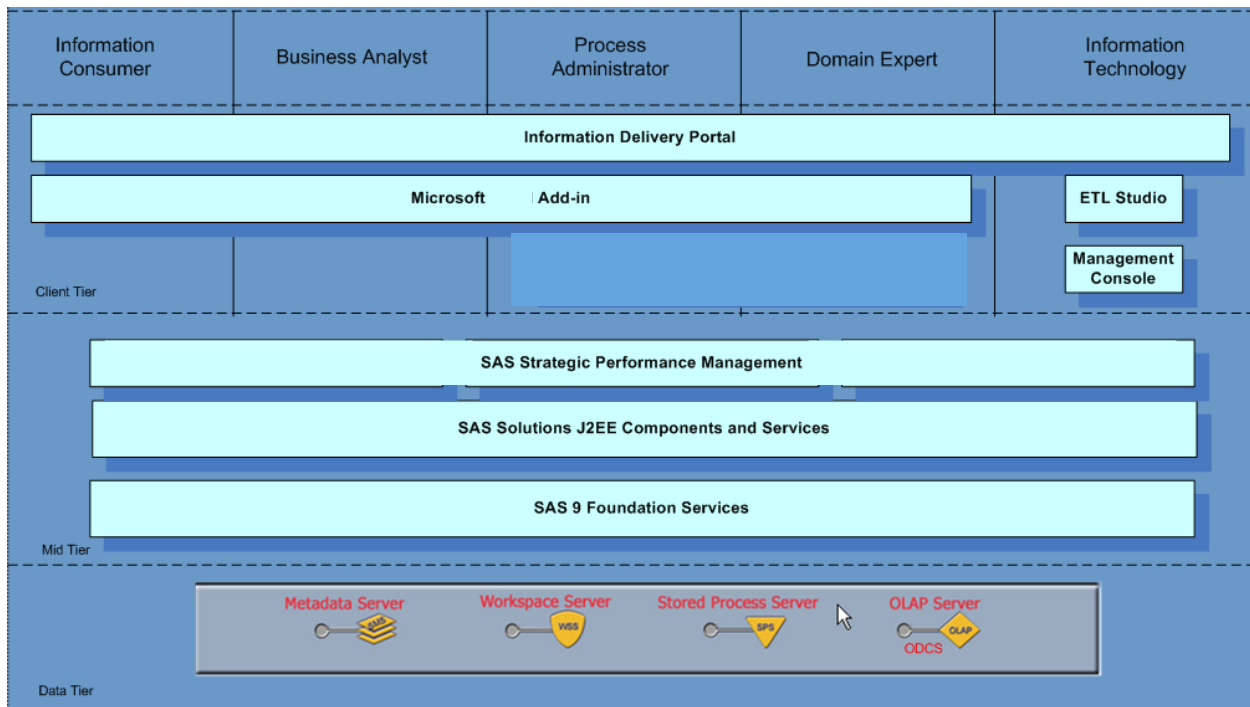 Information
Consumer
Business Analyst
Process
Administrator
Domain Expert
Information
Technology
Information Delivery Portal
Microsoft Add-in
ETL Studio
Management
Console
Client Tier
SAS Strategic Performance Management
SAS Solutions J2EE Components and Services
SAS 9 Foundation Services
Mid Tier
Metadata Server
Workspace Server
Stored Process Server
OLAP Server
SMS
WSS
SPS
OLAP
ODCS
Data Tier